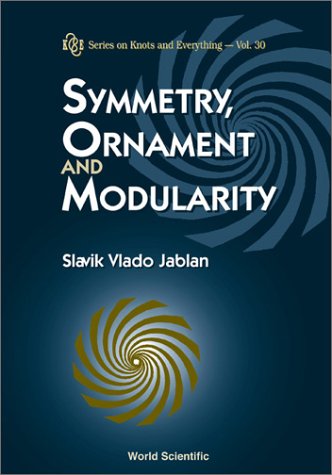 K&E Series on Knots and Everything — Vol. 30
SYMMETRY,
ORNAMENT
AND
MODULARITY
Slavik Vlado Jablan
World Scientific